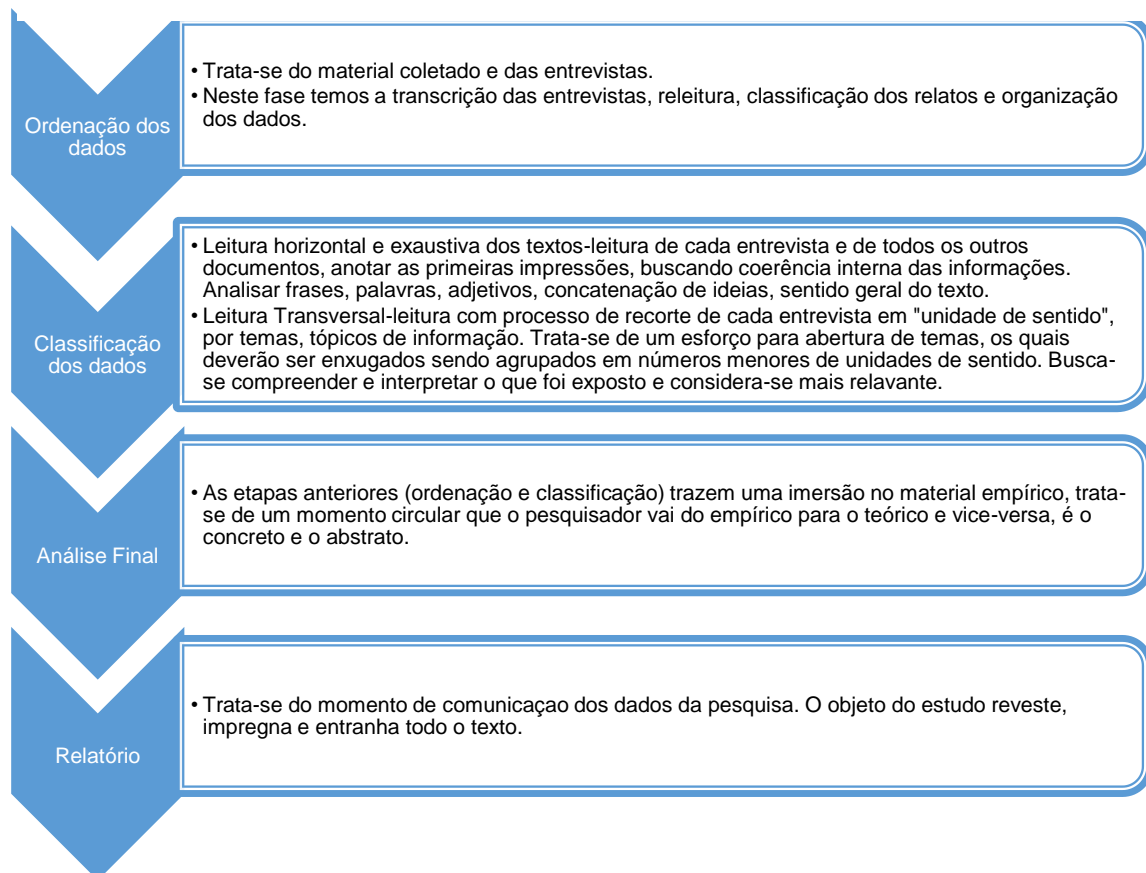 Ordenação dos
dados
• Trata-se do material coletado e das entrevistas.
• Neste fase temos a transcrição das entrevistas, releitura, classificação dos relatos e organização
dos dados.
Classificação
dos dados
• Leitura horizontal e exaustiva dos textos-leitura de cada entrevista e de todos os outros
documentos, anotar as primeiras impressões, buscando coerência interna das informações.
Analisar frases, palavras, adjetivos, concatenação de ideias, sentido geral do texto.
• Leitura Transversal-leitura com processo de recorte de cada entrevista em "unidade de sentido",
por temas, tópicos de informação. Trata-se de um esforço para abertura de temas, os quais
deverão ser enxugados sendo agrupados em números menores de unidades de sentido. Busca-
se compreender e interpretar o que foi exposto e considera-se mais relavante.
Análise Final
• As etapas anteriores (ordenação e classificação) trazem uma imersão no material empírico, trata-
se de um momento circular que o pesquisador vai do empírico para o teórico e vice-versa, é o
concreto e o abstrato.
Relatório
• Trata-se do momento de comunicaçao dos dados da pesquisa. O objeto do estudo reveste,
impregna e entranha todo o texto.